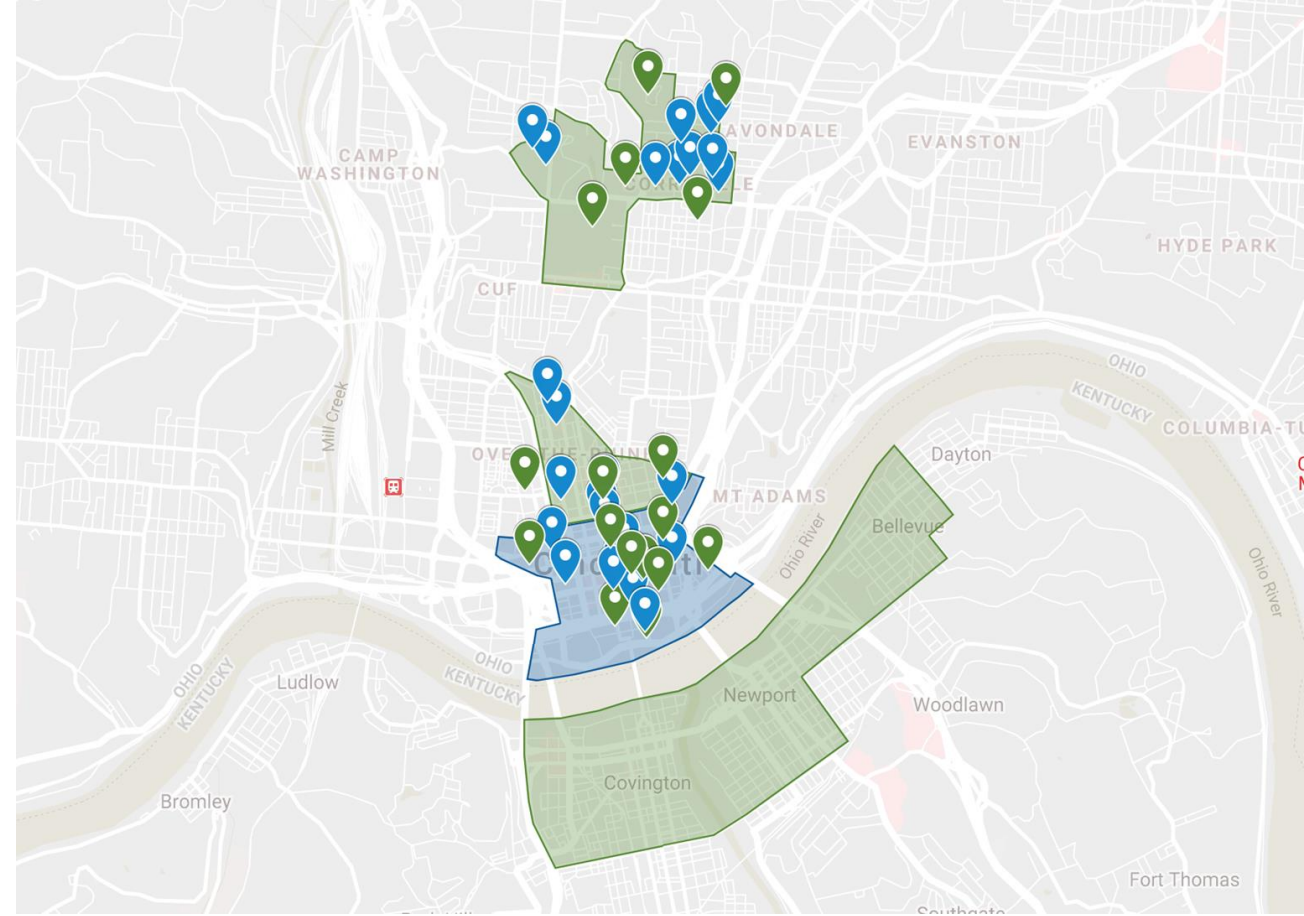 AVONDALE
EVANSTON
CAMP
WASHINGTON
HYDE PARK
CUF
OHIO
KENTUCKY
Mill Creek
COLUMBIA-TU
Dayton
MT ADAMS
Bellevue
Ohio River
Ohio River
OHIO
KENTUCKY
OHIO
KENTUCKY
Ludlow
Newport
Woodlawn
Covington
Bromley
Fort Thomas
Southgate